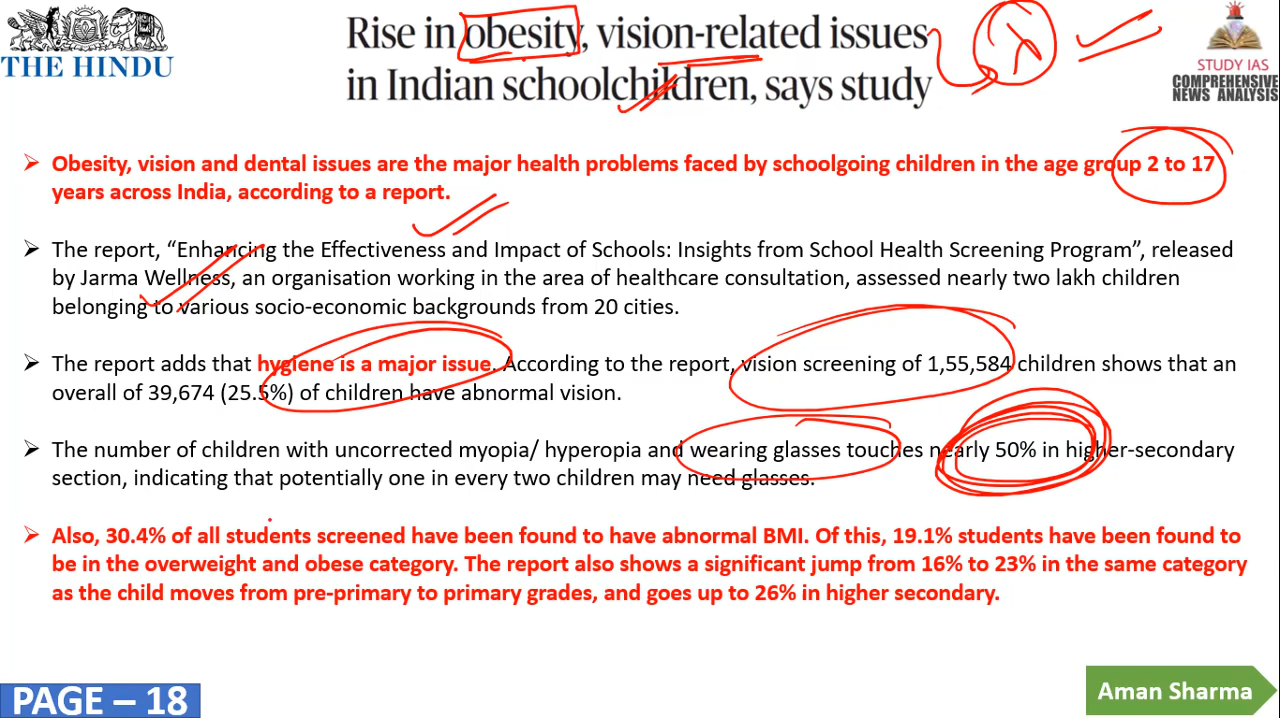 THE HINDU
Rise in obesity, vision-related issues
in Indian schoolchildren, says study
STUDY IAS
COMPREHENSIVE
NEWS ANALYSIS
➢ Obesity, vision and dental issues are the major health problems faced by schoolgoing children in the age group 2 to 17
years across India, according to a report.
➢ The report, “Enhancing the Effectiveness and Impact of Schools: Insights from School Health Screening Program”, released
by Jarma Wellness, an organisation working in the area of healthcare consultation, assessed nearly two lakh children
belonging to various socio-economic backgrounds from 20 cities.
➢ The report adds that hygiene is a major issue. According to the report, vision screening of 1,55,584 children shows that an
overall of 39,674 (25.5%) of children have abnormal vision.
➢ The number of children with uncorrected myopia/ hyperopia and wearing glasses touches nearly 50% in higher-secondary
section, indicating that potentially one in every two children may need glasses.
➢ Also, 30.4% of all students screened have been found to have abnormal BMI. Of this, 19.1% students have been found to
be in the overweight and obese category. The report also shows a significant jump from 16% to 23% in the same category
as the child moves from pre-primary to primary grades, and goes up to 26% in higher secondary.
PAGE – 18
Aman Sharma